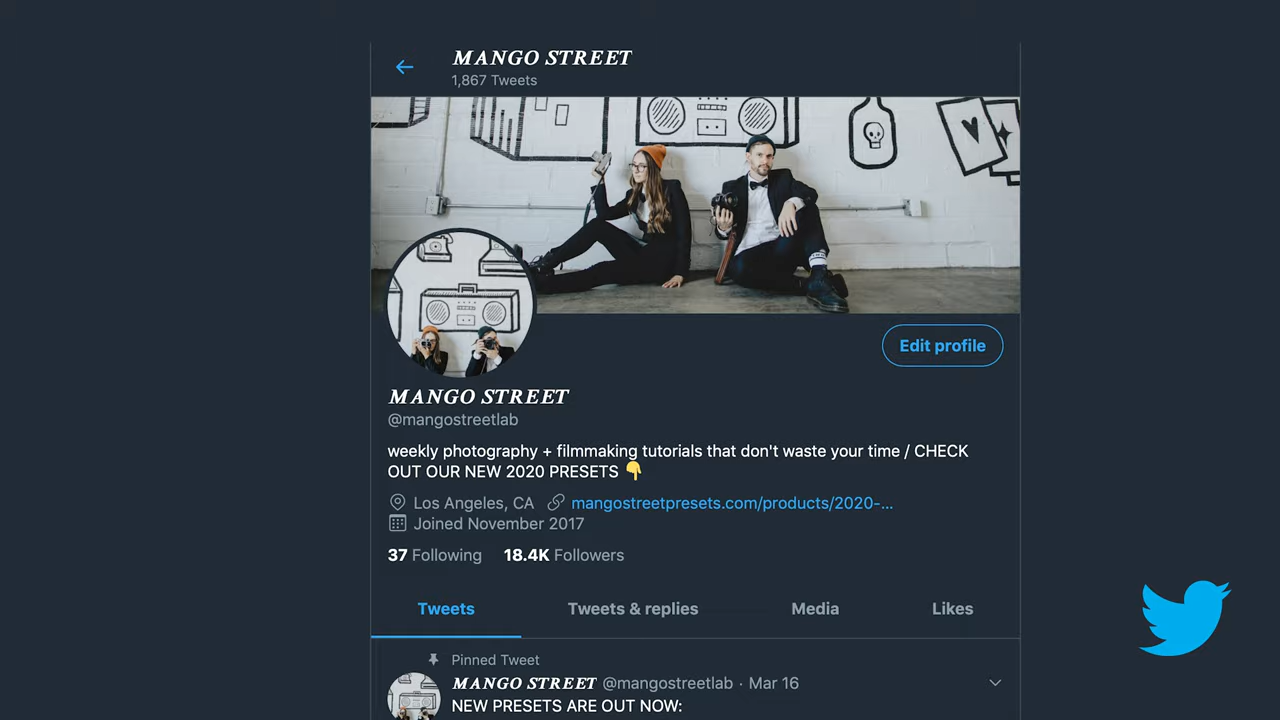 MANGO STREET
1,867 Tweets
Edit profile
MANGO STREET
@mangostreetlab
weekly photography + filmmaking tutorials that don't waste your time / CHECK
OUT OUR NEW 2020 PRESETS 👇
Los Angeles, CA mangostreetpresets.com/products/2020-...
Joined November 2017
37 Following 18.4K Followers
Tweets Tweets & replies Media Likes
Pinned Tweet
MANGO STREET @mangostreetlab · Mar 16
NEW PRESETS ARE OUT NOW: